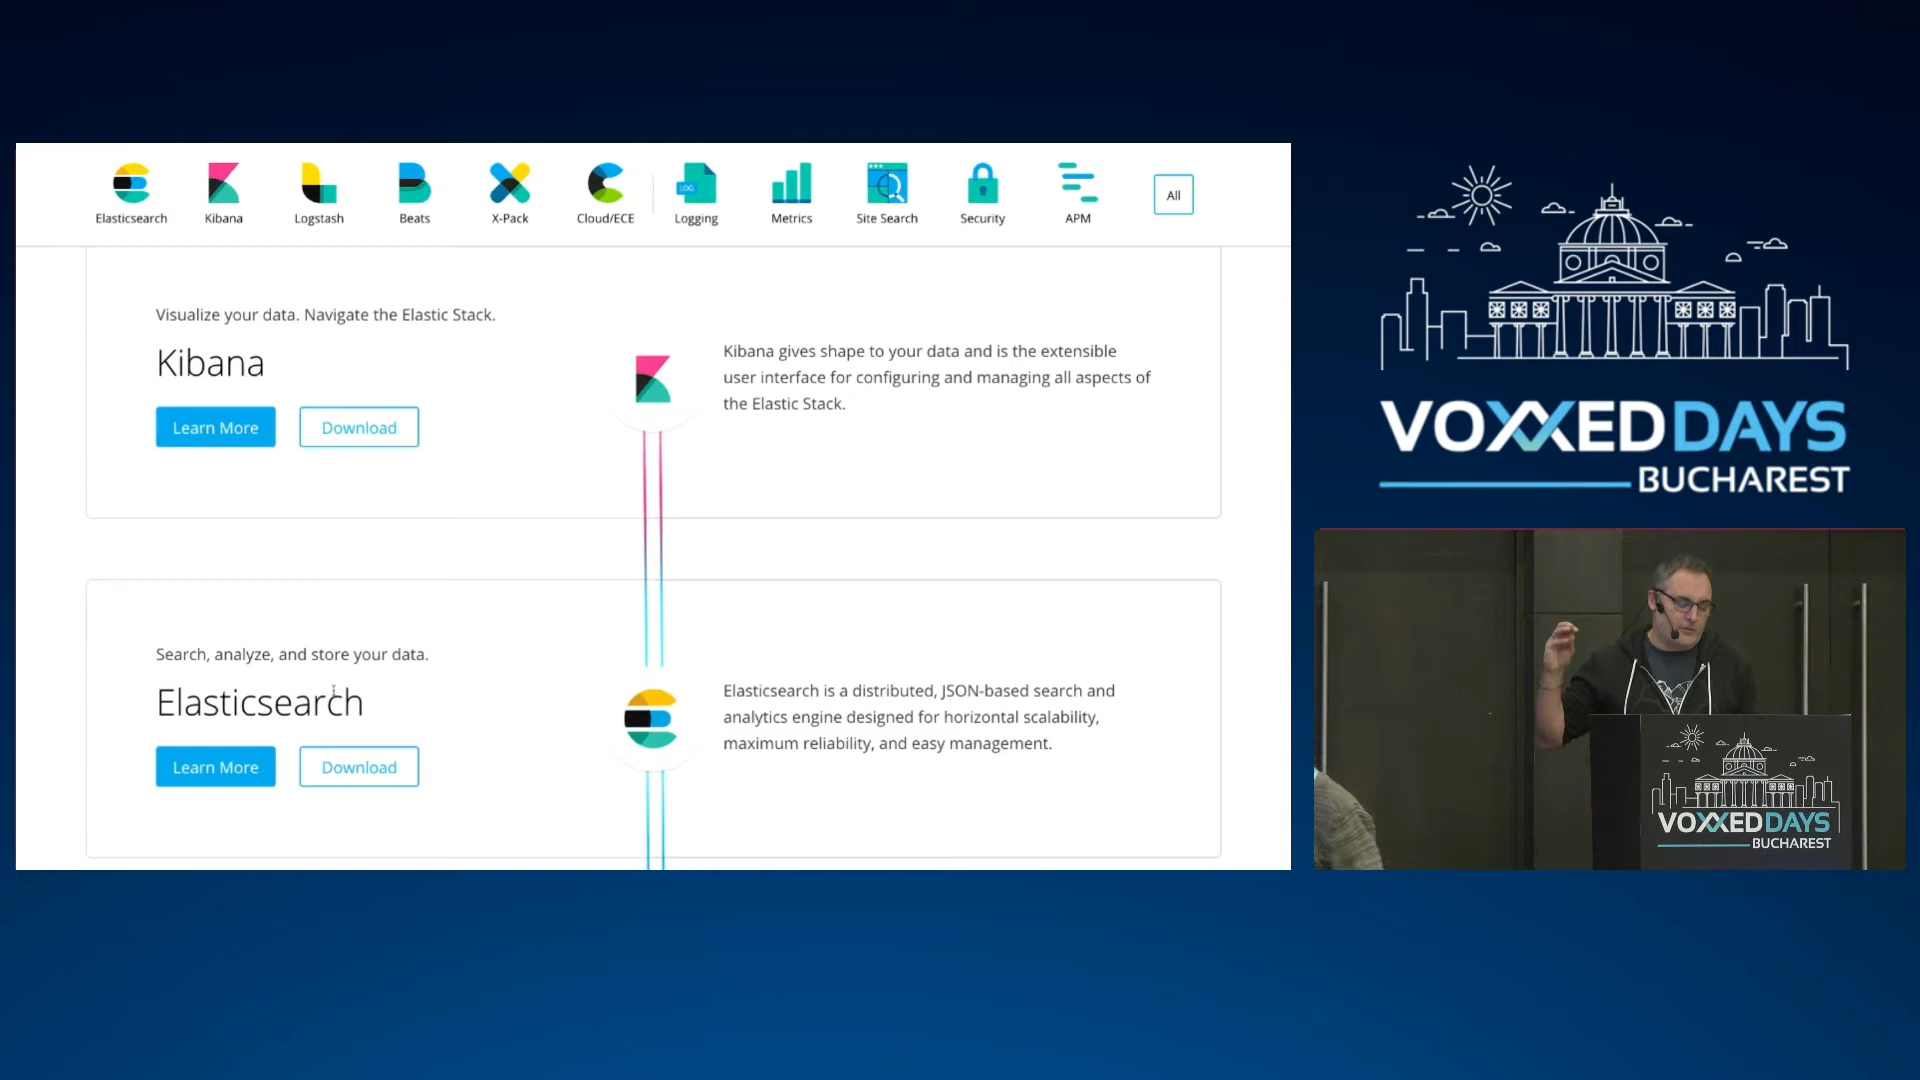 Elasticsearch
Kibana
Logstash
Beats
X-Pack
Cloud/ECE
LOG
Logging
Metrics
Site Search
Security
APM
All
Visualize your data. Navigate the Elastic Stack.
Kibana
Learn More
Download
Kibana gives shape to your data and is the extensible
user interface for configuring and managing all aspects of
the Elastic Stack.
Search, analyze, and store your data.
Elasticsearch
Learn More
Download
Elasticsearch is a distributed, JSON-based search and
analytics engine designed for horizontal scalability,
maximum reliability, and easy management.
VOXXEDDAYS
BUCHAREST
VOXXEDDAYS
BUCHAREST